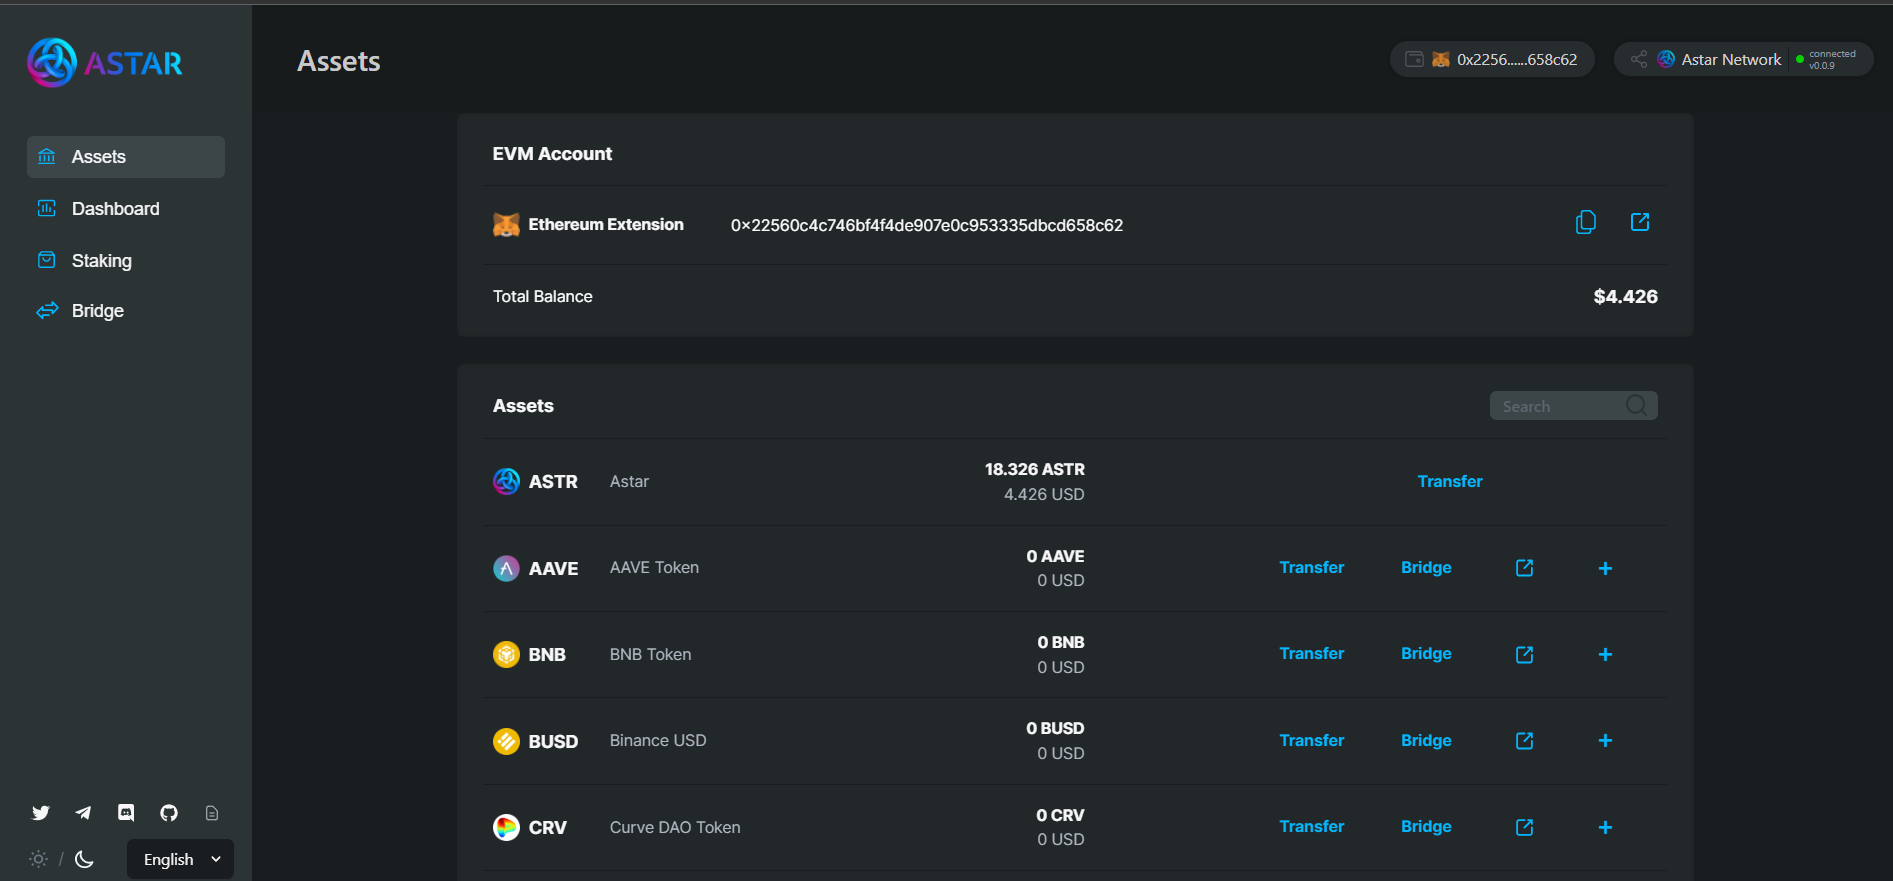 ASTAR
Assets
Dashboard
Staking
Bridge
English
Assets
0x2256......658c62
Astar Network
connected
v0.0.9
EVM Account
Ethereum Extension 0x22560c4c746bf4f4de907e0c953335dbcd658c62
Total Balance $4.426
Assets Search
ASTR Astar 18.326 ASTR Transfer
4.426 USD
AAVE AAVE Token 0 AAVE Transfer Bridge +
0 USD
BNB BNB Token 0 BNB Transfer Bridge +
0 USD
BUSD Binance USD 0 BUSD Transfer Bridge +
0 USD
CRV Curve DAO Token 0 CRV Transfer Bridge +
0 USD